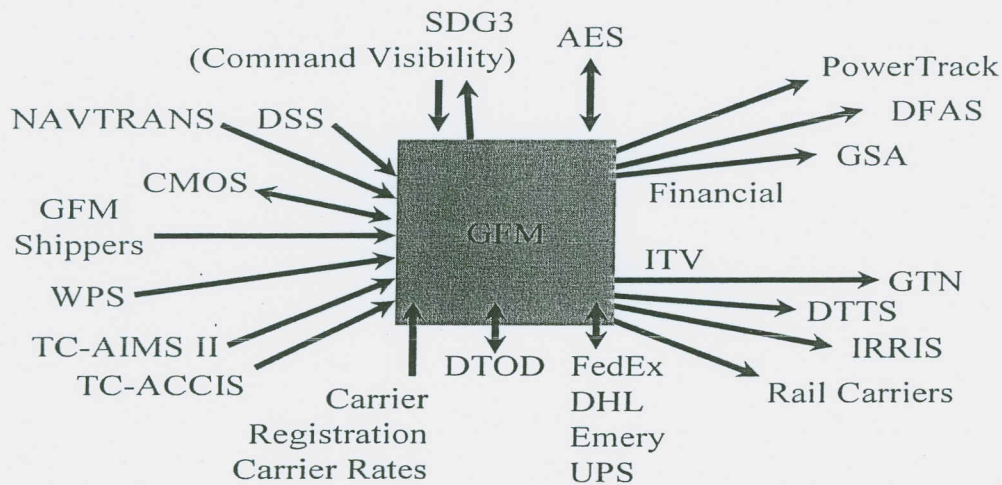 SDG3
(Command Visibility)
AES
PowerTrack
DFAS
GSA
Financial
NAVTRANS
DSS
CMOS
GFM
Shippers
WPS
TC-AIMS II
TC-ACCIS
GFM
ITV
GTN
DTTS
IRRIS
Rail Carriers
Carrier
Registration
Carrier Rates
DTOD
FedEx
DHL
Emery
UPS